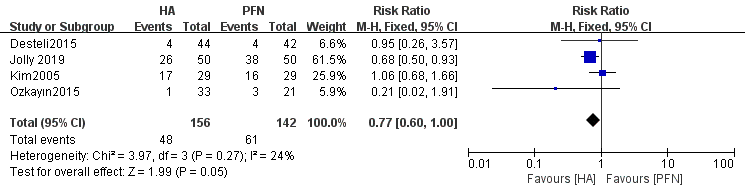 HA PFN Risk Ratio Risk Ratio
Study or Subgroup Events Total Events Total Weight M-H, Fixed, 95% CI M-H, Fixed, 95% CI
Desteli2015 4 44 4 42 6.6% 0.95 [0.26, 3.57]
Jolly 2019 26 50 38 50 61.5% 0.68 [0.50, 0.93]
Kim2005 17 29 16 29 25.9% 1.06 [0.68, 1.66]
Ozkayın2015 1 33 3 21 5.9% 0.21 [0.02, 1.91]
Total (95% CI) 156 142 100.0% 0.77 [0.60, 1.00]
Total events 48 61
Heterogeneity: Chi² = 3.97, df = 3 (P = 0.27); I² = 24%
Test for overall effect: Z = 1.99 (P = 0.05)
0.01 0.1 1 10 100
Favours [HA] Favours [PFN]